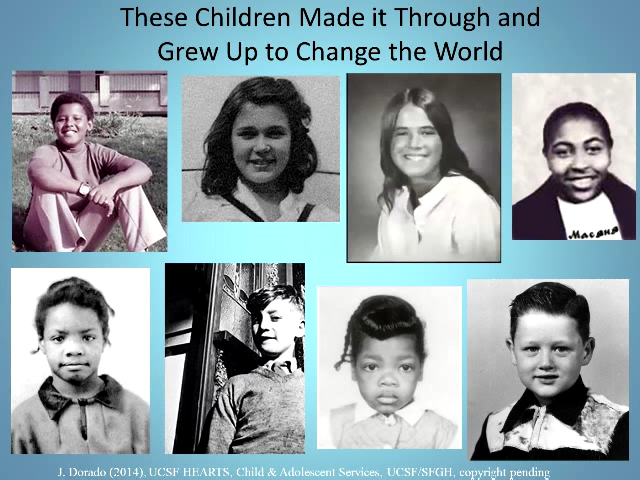 These Children Made it Through and
Grew Up to Change the World
J. Dorado (2014), UCSF HEARTS, Child & Adolescent Services, UCSF/SFGH, copyright pending